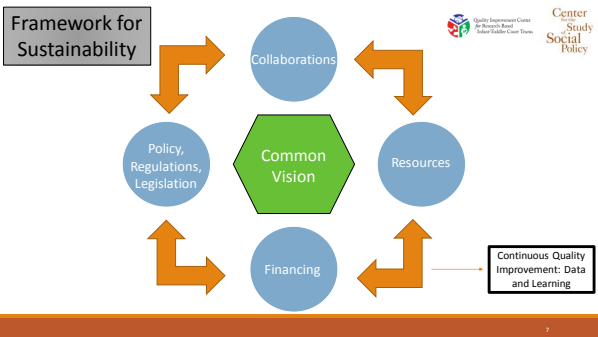 Framework for
Sustainability
Quality Improvement Center
for Research-Based
Infant-Toddler Court Teams
Center
for the
Study
of
Social
Policy
Collaborations
Policy,
Regulations,
Legislation
Common
Vision
Resources
Financing
Continuous Quality
Improvement: Data
and Learning
7